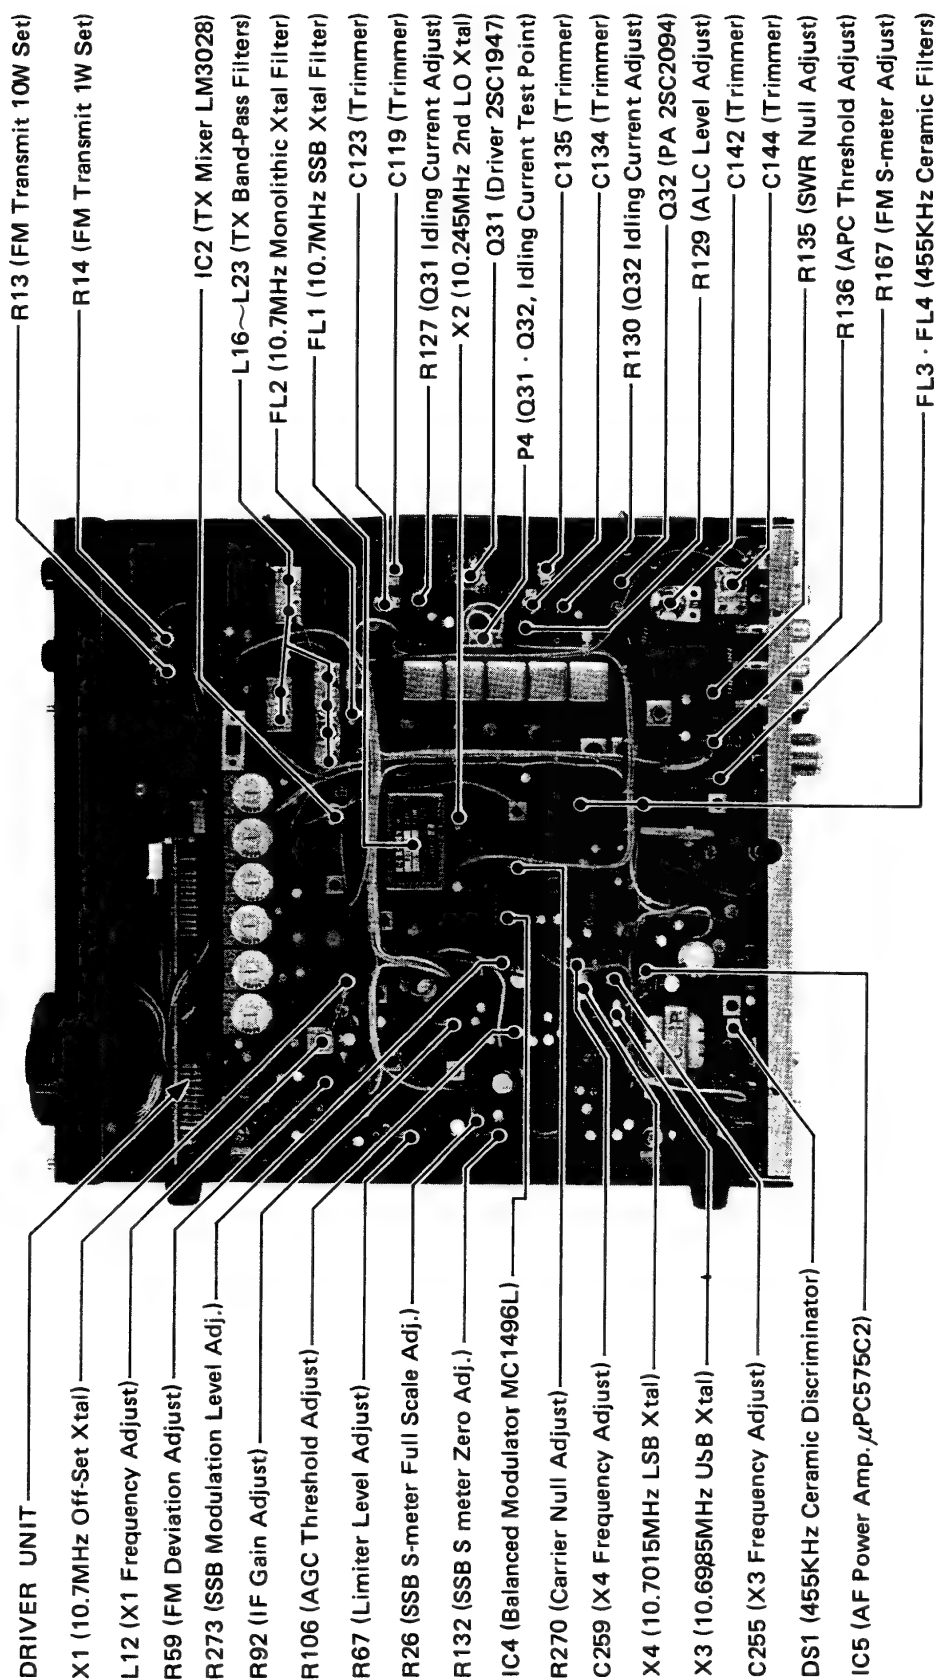 R13 (FM Transmit 10W Set)
R14 (FM Transmit 1W Set)
IC2 (TX Mixer LM3028)
L16～L23 (TX Band-Pass Filters)
FL2 (10.7MHz Monolithic Xtal Filter)
FL1 (10.7MHz SSB Xtal Filter)
C123 (Trimmer)
C119 (Trimmer)
R127 (Q31 Idling Current Adjust)
X2 (10.245MHz 2nd LO Xtal)
Q31 (Driver 2SC1947)
P4 (Q31 · Q32, Idling Current Test Point)
C135 (Trimmer)
C134 (Trimmer)
R130 (Q32 Idling Current Adjust)
Q32 (PA 2SC2094)
R129 (ALC Level Adjust)
C142 (Trimmer)
C144 (Trimmer)
R135 (SWR Null Adjust)
R136 (APC Threshold Adjust)
R167 (FM S-meter Adjust)
FL3 · FL4 (455KHz Ceramic Filters)
DRIVER UNIT
X1 (10.7MHz Off-Set Xtal)
L12 (X1 Frequency Adjust)
R59 (FM Deviation Adjust)
R273 (SSB Modulation Level Adj.)
R92 (IF Gain Adjust)
R106 (AGC Threshold Adjust)
R67 (Limiter Level Adjust)
R26 (SSB S-meter Full Scale Adj.)
R132 (SSB S meter Zero Adj.)
IC4 (Balanced Modulator MC1496L)
R270 (Carrier Null Adjust)
C259 (X4 Frequency Adjust)
X4 (10.7015MHz LSB Xtal)
X3 (10.6985MHz USB Xtal)
C255 (X3 Frequency Adjust)
DS1 (455KHz Ceramic Discriminator)
IC5 (AF Power Amp. μPC575C2)